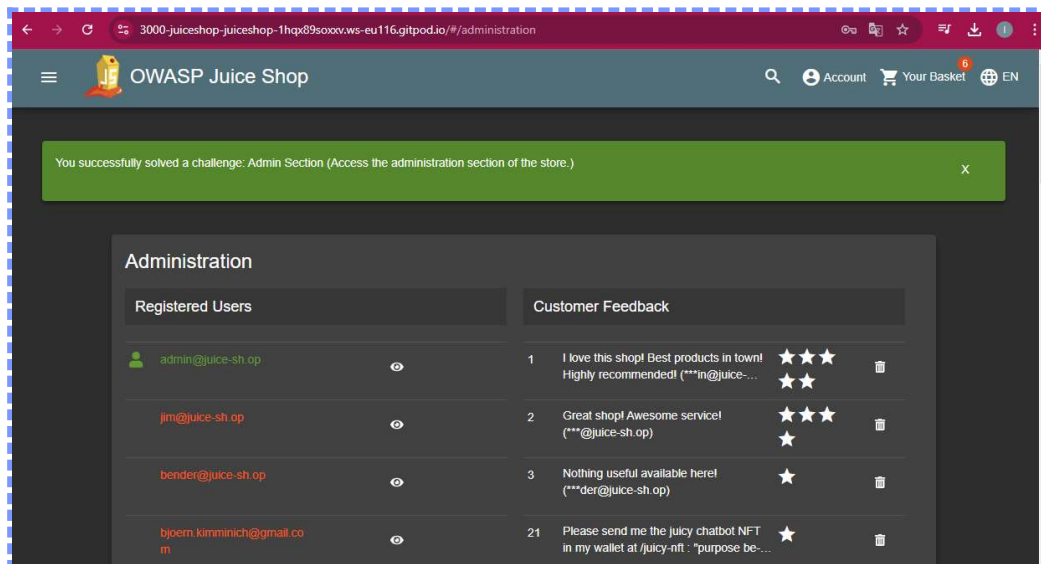 3000-juiceshop-juiceshop-1hqx89soxxv.ws-eu116.gitpod.io/#/administration
OWASP Juice Shop
Account
6
Your Basket
EN
You successfully solved a challenge: Admin Section (Access the administration section of the store.)
X
Administration
Registered Users
Customer Feedback
admin@juice-sh.op
1
I love this shop! Best products in town!
Highly recommended! (***in@juice-...
jim@juice-sh.op
2
Great shop! Awesome service!
(***@juice-sh.op)
bender@juice-sh.op
3
Nothing useful available here!
(***der@juice-sh.op)
bjoern.kimminich@gmail.co
m
21
Please send me the juicy chatbot NFT
in my wallet at /juicy-nft : "purpose be-...